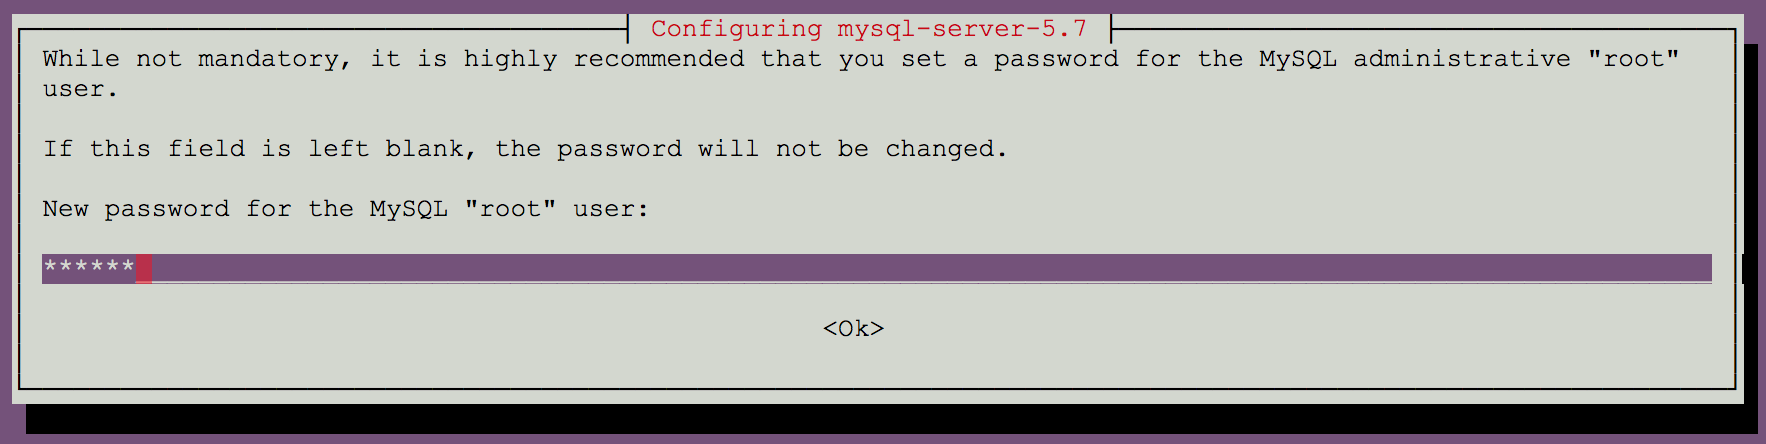 Configuring mysql-server-5.7
While not mandatory, it is highly recommended that you set a password for the MySQL administrative "root"
user.
If this field is left blank, the password will not be changed.
New password for the MySQL "root" user:
******
<Ok>